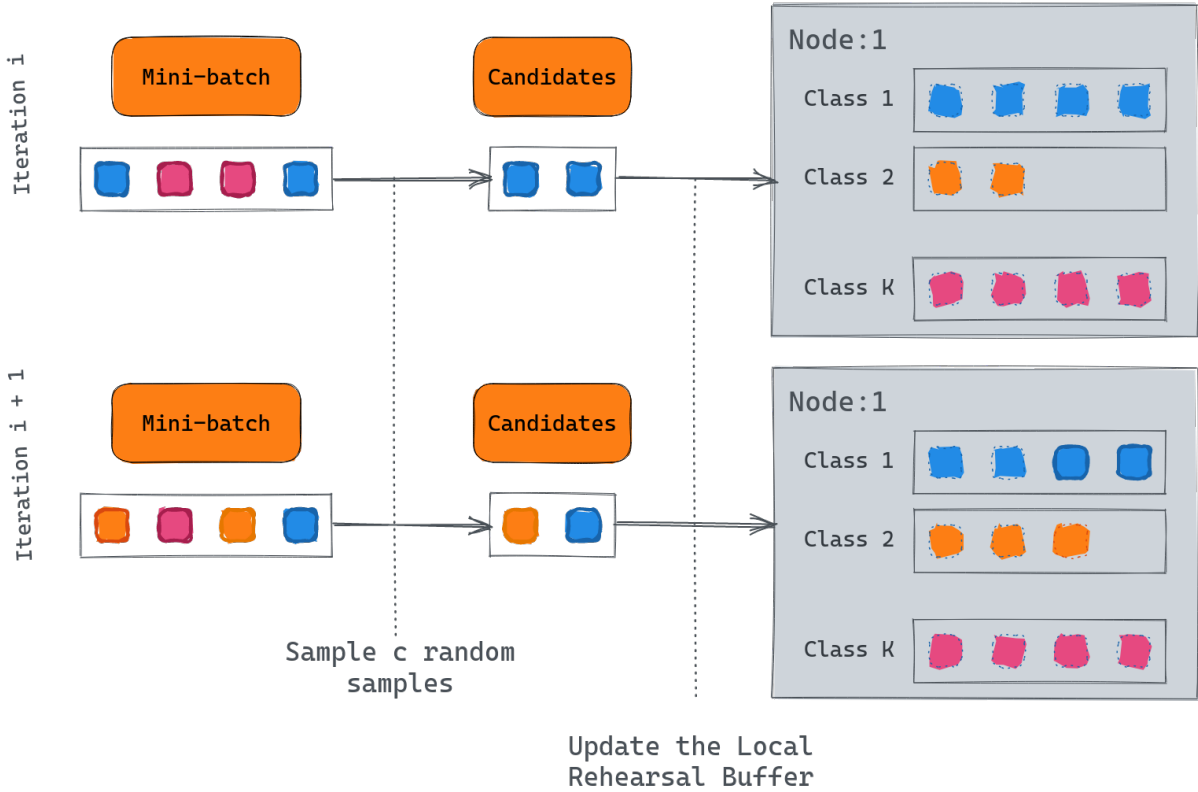 Iteration i
Mini-batch
Candidates
Node:1
Class 1
Class 2
Class K
Iteration i + 1
Mini-batch
Candidates
Node:1
Class 1
Class 2
Class K
Sample c random
samples
Update the Local
Rehearsal Buffer